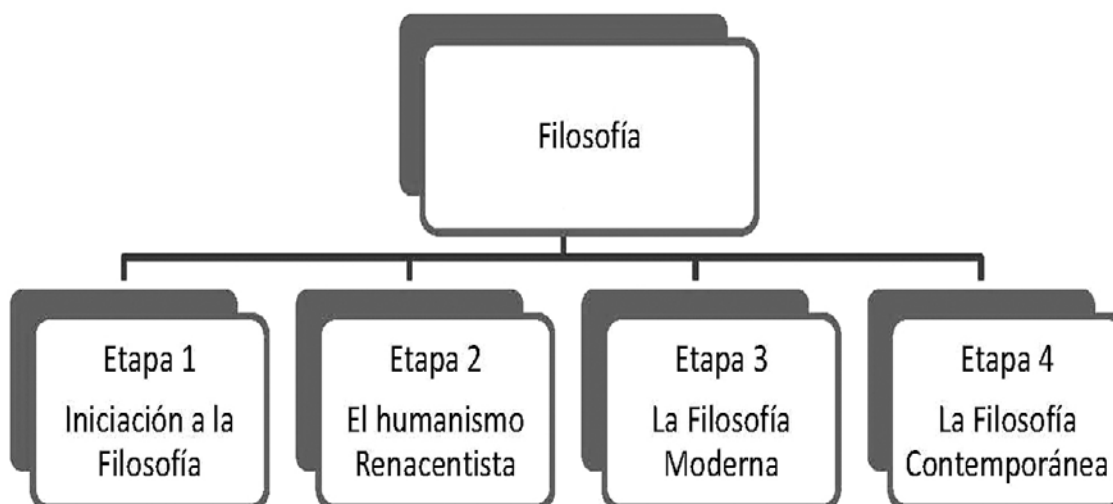 Filosofía
Etapa 1
Iniciación a la
Filosofía
Etapa 2
El humanismo
Renacentista
Etapa 3
La Filosofía
Moderna
Etapa 4
La Filosofía
Contemporánea